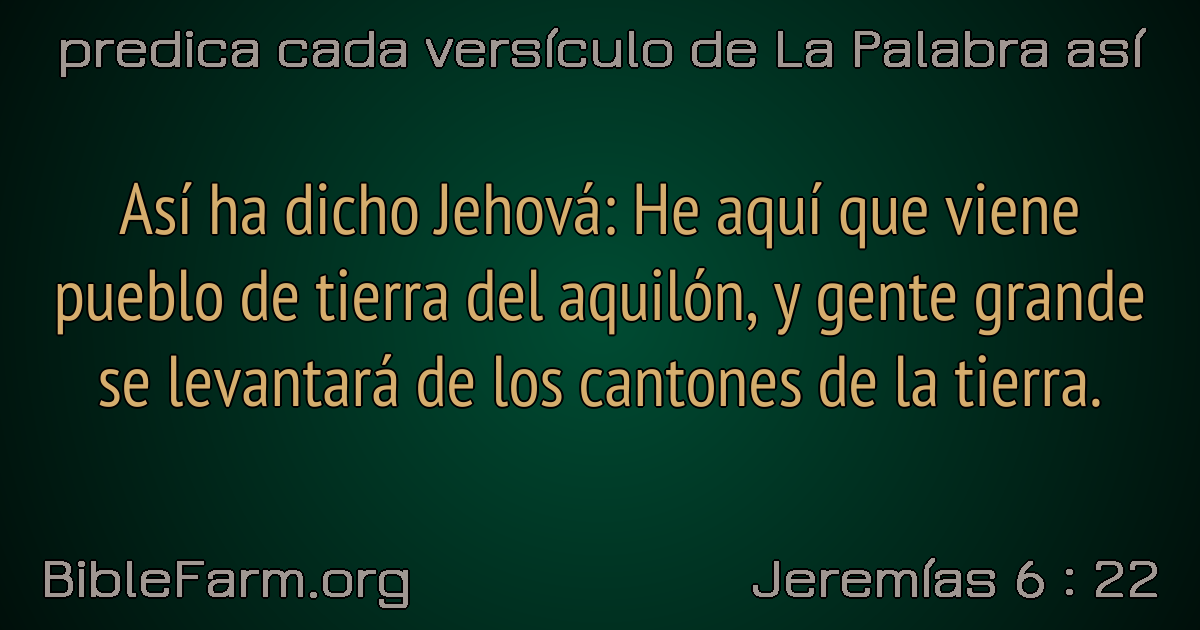 predica cada versículo de La Palabra así
Así ha dicho Jehová: He aquí que viene
pueblo de tierra del aquilón, y gente grande
se levantará de los cantones de la tierra.
BibleFarm.org
Jeremías 6 : 22